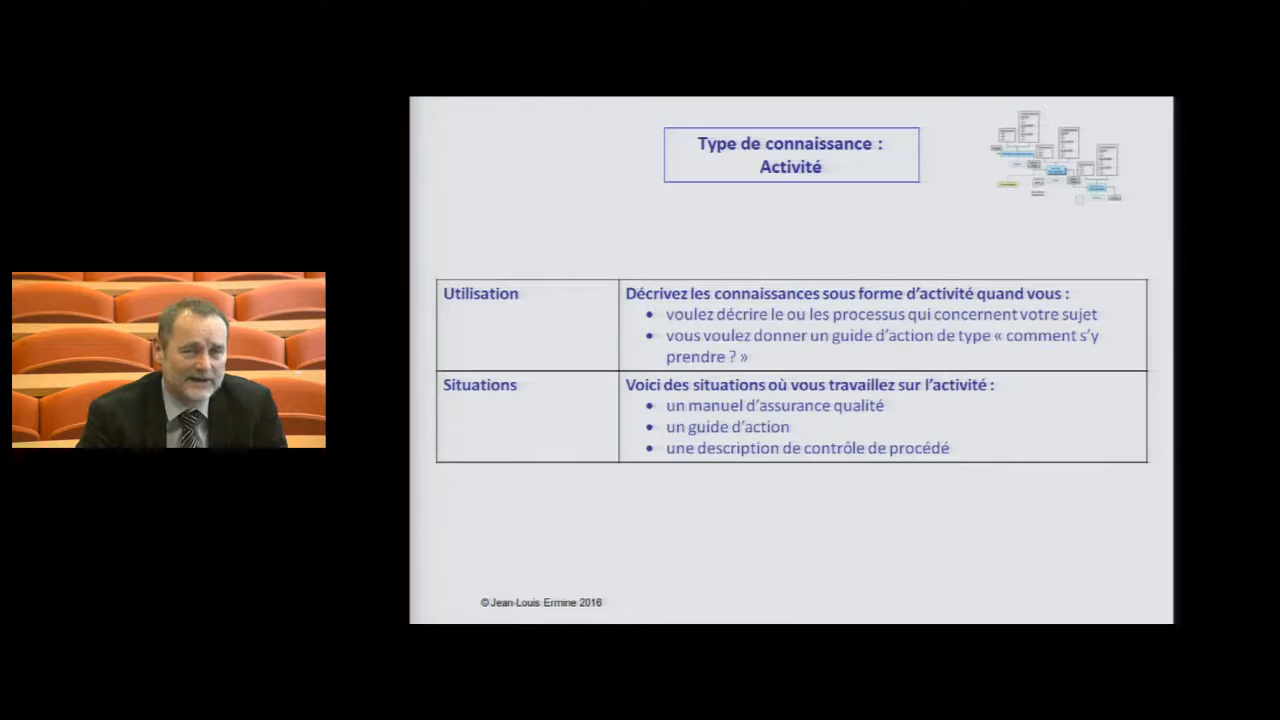 Type de connaissance :
Activité
Utilisation
Décrivez les connaissances sous forme d’activité quand vous :
• voulez décrire le ou les processus qui concernent votre sujet
• vous voulez donner un guide d’action de type « comment s’y
prendre ? »
Situations
Voici des situations où vous travaillez sur l’activité :
• un manuel d’assurance qualité
• un guide d’action
• une description de contrôle de procédé
© Jean-Louis Ermine 2016